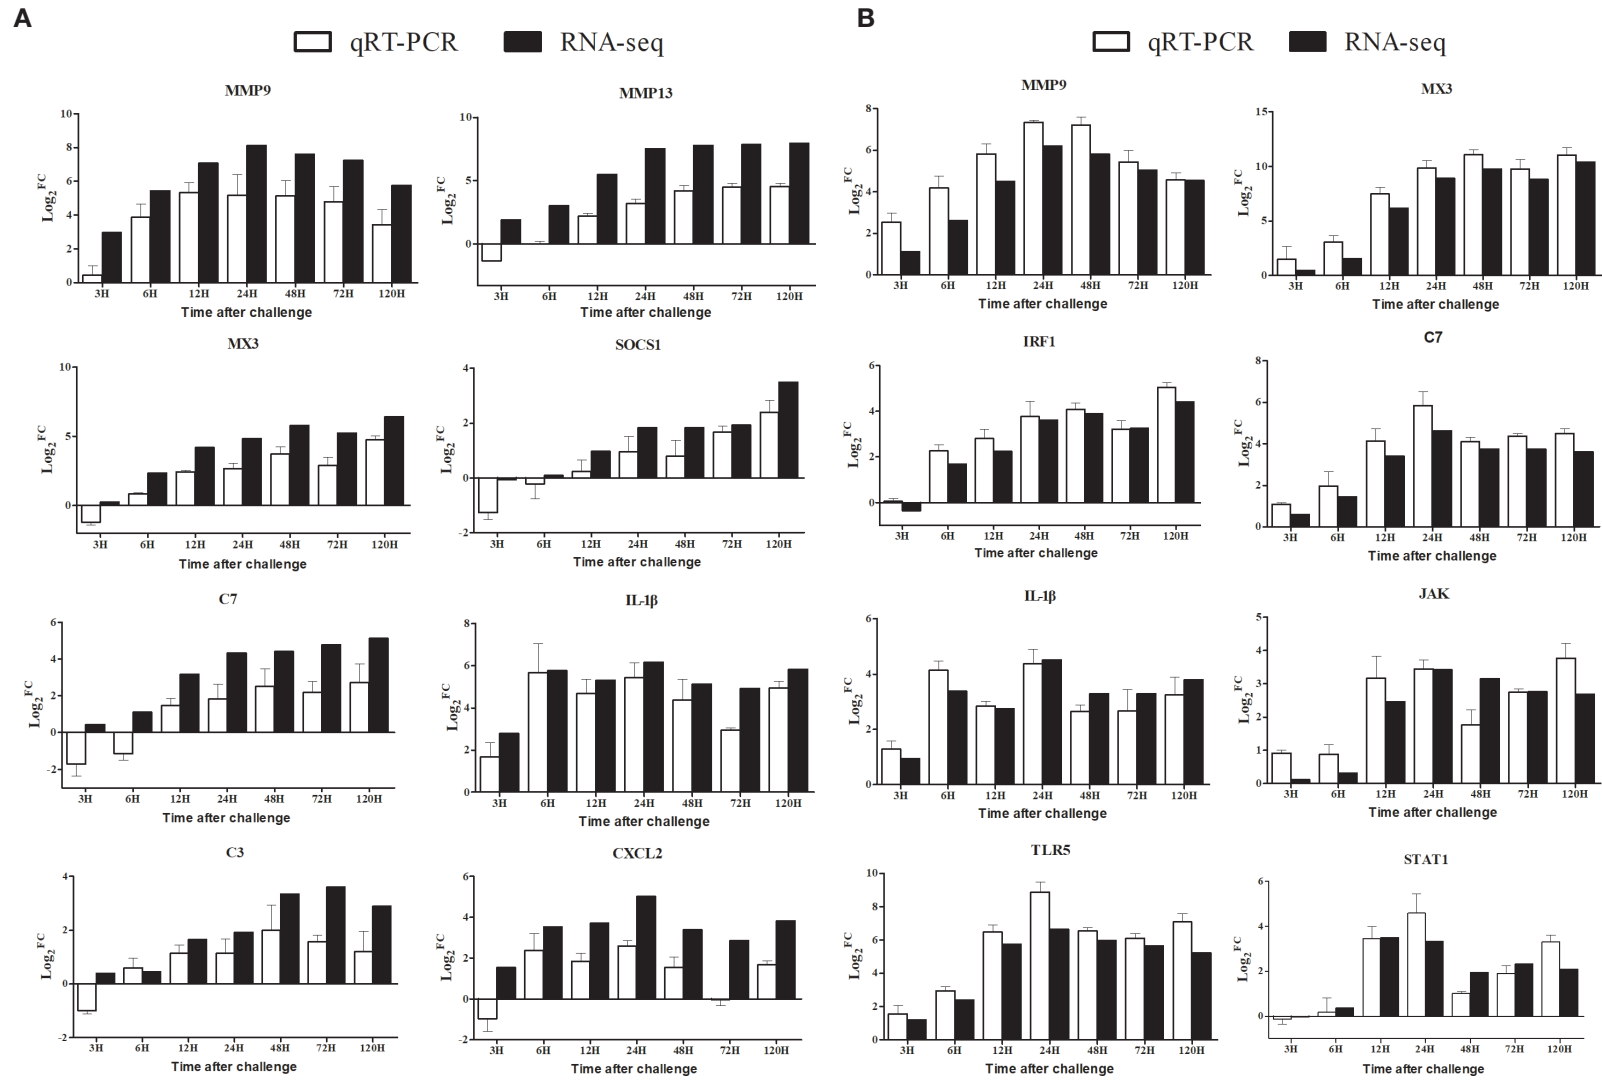 A
qRT-PCR RNA-seq
MMP9
Log2FC
10
8
6
4
2
0
3H 6H 12H 24H 48H 72H 120H
Time after challenge
MMP13
Log2FC
10
5
0
3H 6H 12H 24H 48H 72H 120H
Time after challenge
MX3
Log2FC
10
5
0
3H 6H 12H 24H 48H 72H 120H
Time after challenge
SOCS1
Log2FC
4
2
0
-2
3H 6H 12H 24H 48H 72H 120H
Time after challenge
C7
Log2FC
6
4
2
0
-2
3H 6H 12H 24H 48H 72H 120H
Time after challenge
IL-1β
Log2FC
8
6
4
2
0
3H 6H 12H 24H 48H 72H 120H
Time after challenge
C3
Log2FC
4
2
0
-2
3H 6H 12H 24H 48H 72H 120H
Time after challenge
CXCL2
Log2FC
6
4
2
0
-2
3H 6H 12H 24H 48H 72H 120H
Time after challenge
B
qRT-PCR RNA-seq
MMP9
Log2FC
8
6
4
2
0
3H 6H 12H 24H 48H 72H 120H
Time after challenge
MX3
Log2FC
15
10
5
0
3H 6H 12H 24H 48H 72H 120H
Time after challenge
IRF1
Log2FC
6
4
2
0
3H 6H 12H 24H 48H 72H 120H
Time after challenge
C7
Log2FC
8
6
4
2
0
3H 6H 12H 24H 48H 72H 120H
Time after challenge
IL-1β
Log2FC
6
4
2
0
3H 6H 12H 24H 48H 72H 120H
Time after challenge
JAK
Log2FC
5
4
3
2
1
0
3H 6H 12H 24H 48H 72H 120H
Time after challenge
TLR5
Log2FC
10
8
6
4
2
0
3H 6H 12H 24H 48H 72H 120H
Time after challenge
STAT1
Log2FC
6
4
2
0
3H 6H 12H 24H 48H 72H 120H
Time after challenge